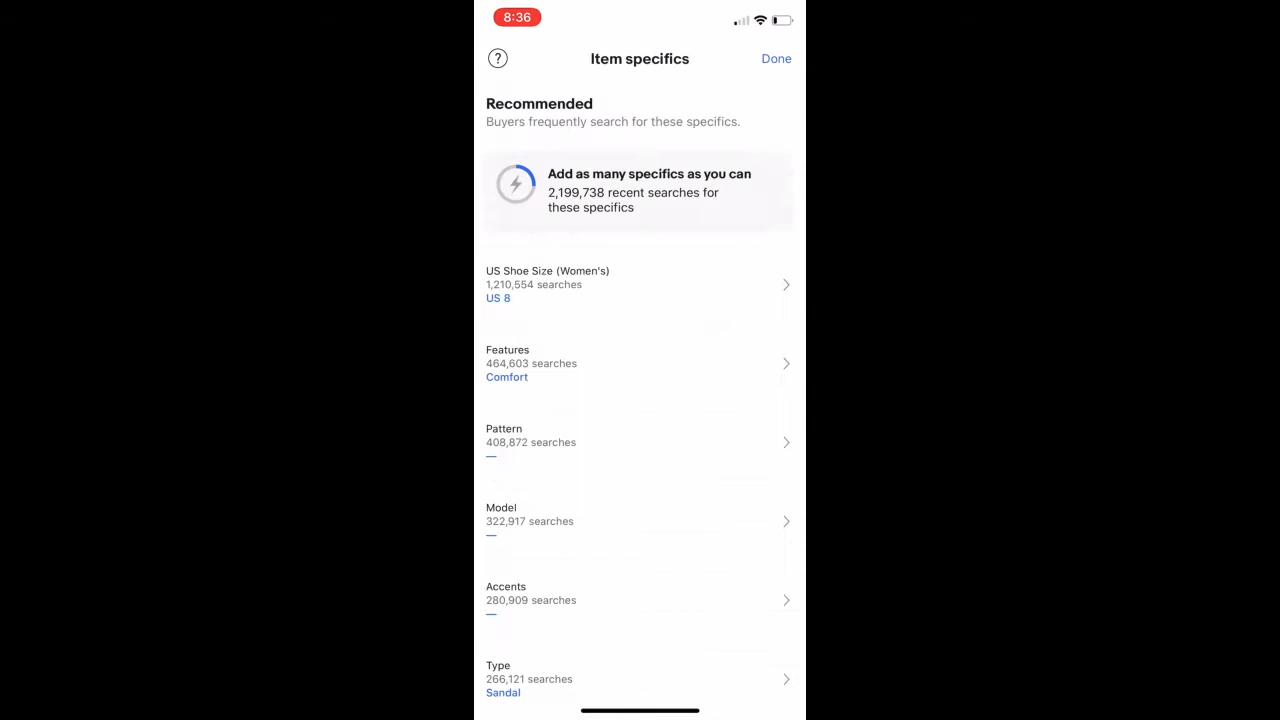 8:36
?
Item specifics
Done
Recommended
Buyers frequently search for these specifics.
Add as many specifics as you can
2,199,738 recent searches for
these specifics
US Shoe Size (Women's)
1,210,554 searches
US 8
Features
464,603 searches
Comfort
Pattern
408,872 searches
—
Model
322,917 searches
—
Accents
280,909 searches
—
Type
266,121 searches
Sandal